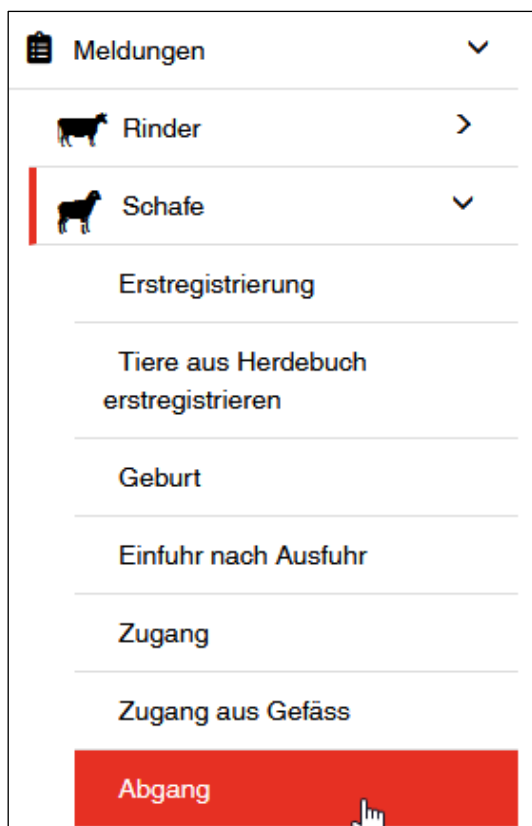 Meldungen
Rinder
Schafe
Erstregistrierung
Tiere aus Herdebuch
erstregistrieren
Geburt
Einfuhr nach Ausfuhr
Zugang
Zugang aus Gefäss
Abgang